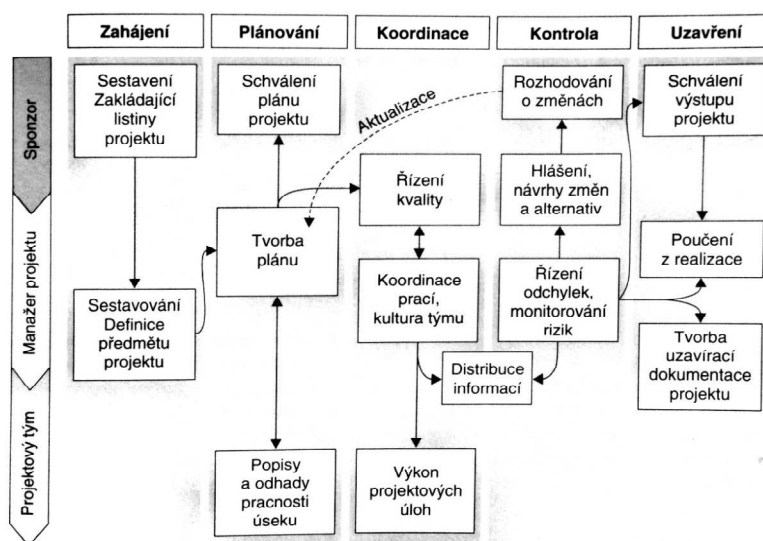 Zahájení
Plánování
Koordinace
Kontrola
Uzavření
Sponzor
Manažer projektu
Projektový tým
Sestavení
Zakládající
listiny
projektu
Schválení
plánu
projektu
Aktualizace
Rozhodování
o změnách
Schválení
výstupu
projektu
Řízení
kvality
Hlášení,
návrhy změn
a alternativ
Tvorba
plánu
Poučení
z realizace
Sestavování
Definice
předmětu
projektu
Koordinace
prací,
kultura týmu
Řízení
odchylek,
monitorování
rizik
Tvorba
uzavírací
dokumentace
projektu
Distribuce
informací
Popisy
a odhady
pracnosti
úseku
Výkon
projektových
úloh